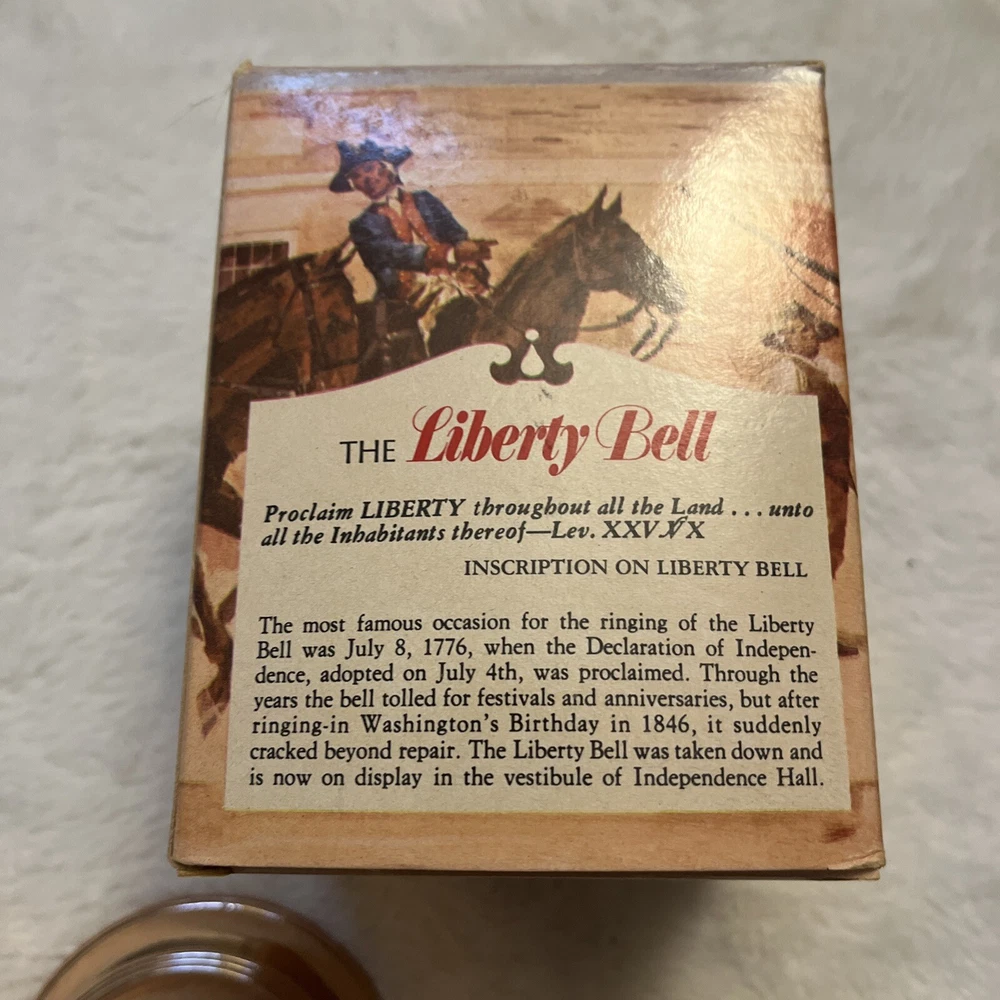 THE Liberty Bell
Proclaim LIBERTY throughout all the Land . . . unto
all the Inhabitants thereof—Lev. XXV V X
INSCRIPTION ON LIBERTY BELL
The most famous occasion for the ringing of the Liberty
Bell was July 8, 1776, when the Declaration of Indepen-
dence, adopted on July 4th, was proclaimed. Through the
years the bell tolled for festivals and anniversaries, but after
ringing-in Washington's Birthday in 1846, it suddenly
cracked beyond repair. The Liberty Bell was taken down and
is now on display in the vestibule of Independence Hall.